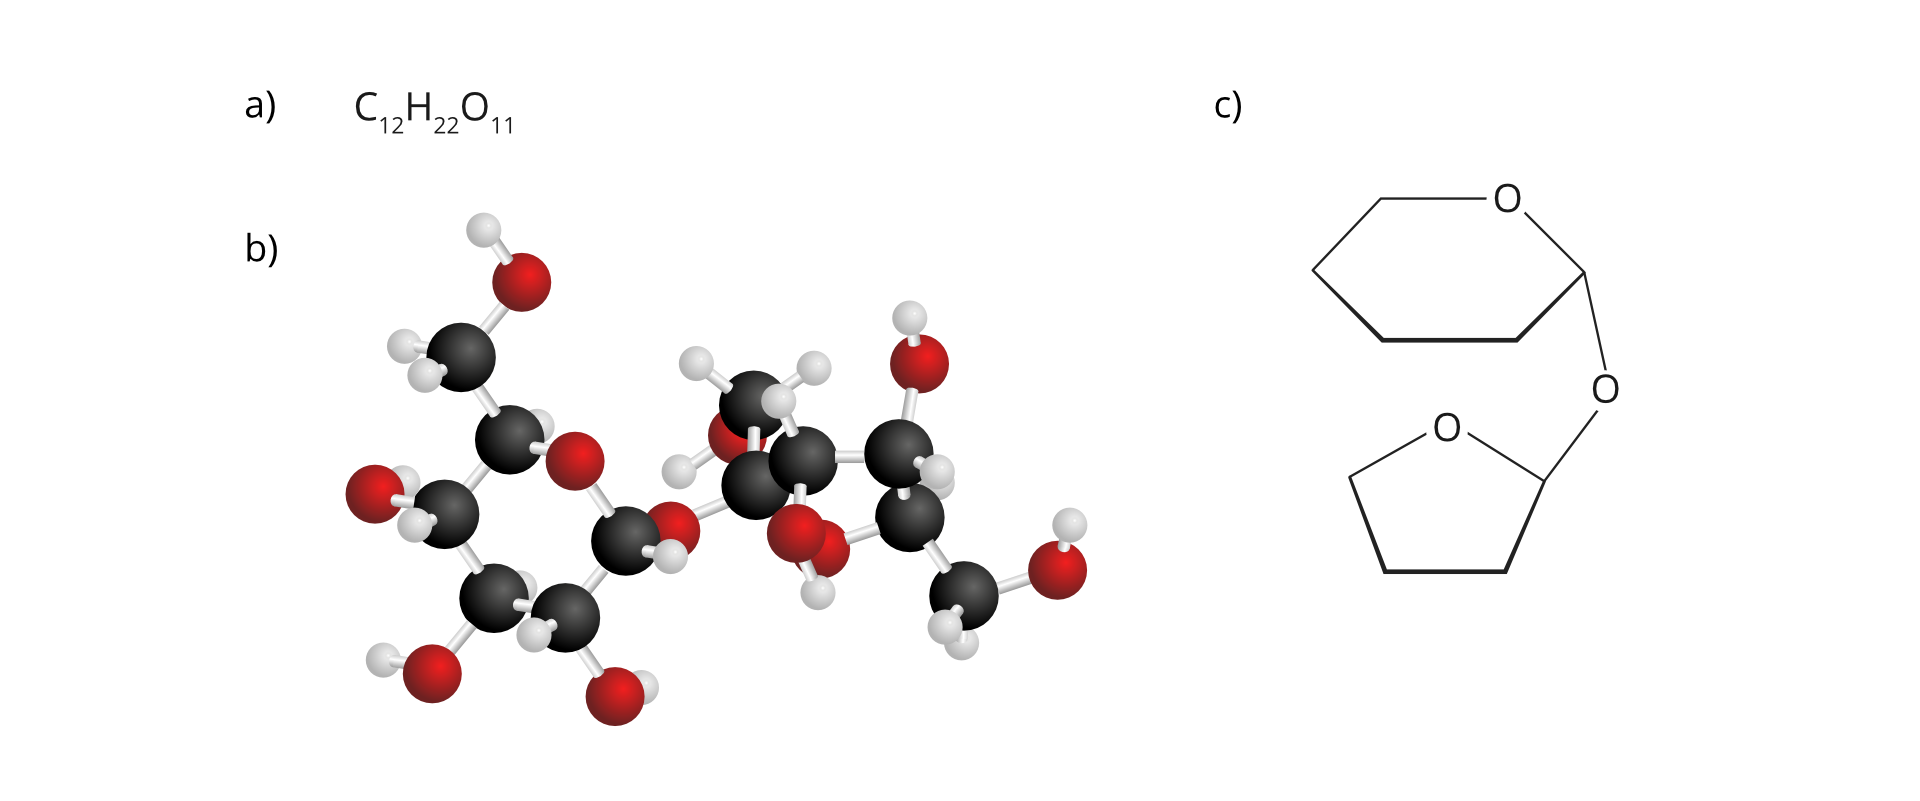 a) C₁₂H₂₂O₁₁
b)
c)
O
O
O